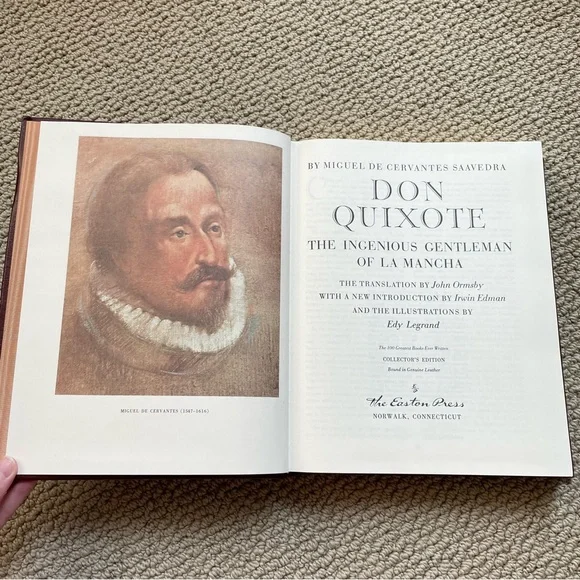 MIGUEL DE CERVANTES (1547-1616)
BY MIGUEL DE CERVANTES SAAVEDRA
DON
QUIXOTE
THE INGENIOUS GENTLEMAN
OF LA MANCHA
THE TRANSLATION BY John Ormsby
WITH A NEW INTRODUCTION BY Irwin Edman
AND THE ILLUSTRATIONS BY
Edy Legrand
The 100 Greatest Books Ever Written
COLLECTOR'S EDITION
Bound in Genuine Leather
The Easton Press
NORWALK, CONNECTICUT